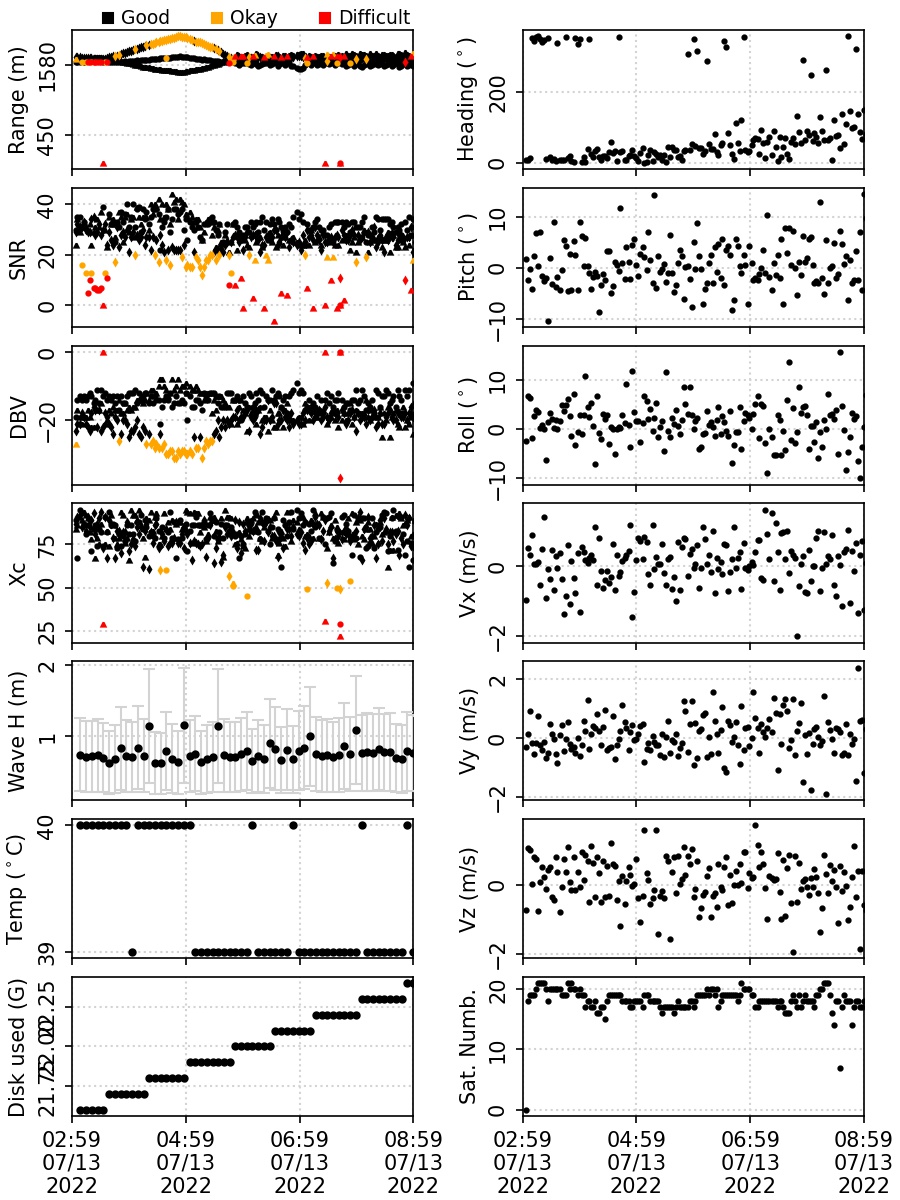 Good Okay Difficult
Range (m)
1580
450
Heading (°)
200
0
SNR
40
20
0
Pitch (°)
10
0
−10
DBV
0
−20
Roll (°)
10
0
−10
Xc
75
50
25
Vx (m/s)
0
−2
Wave H (m)
2
1
Vy (m/s)
2
0
−2
Temp (°C)
40
39
Vz (m/s)
0
−2
Disk used (G)
22.25
22.00
21.75
Sat. Numb.
20
10
0
02:59 04:59 06:59 08:59 02:59 04:59 06:59 08:59
07/13 07/13 07/13 07/13 07/13 07/13 07/13 07/13
2022 2022 2022 2022 2022 2022 2022 2022